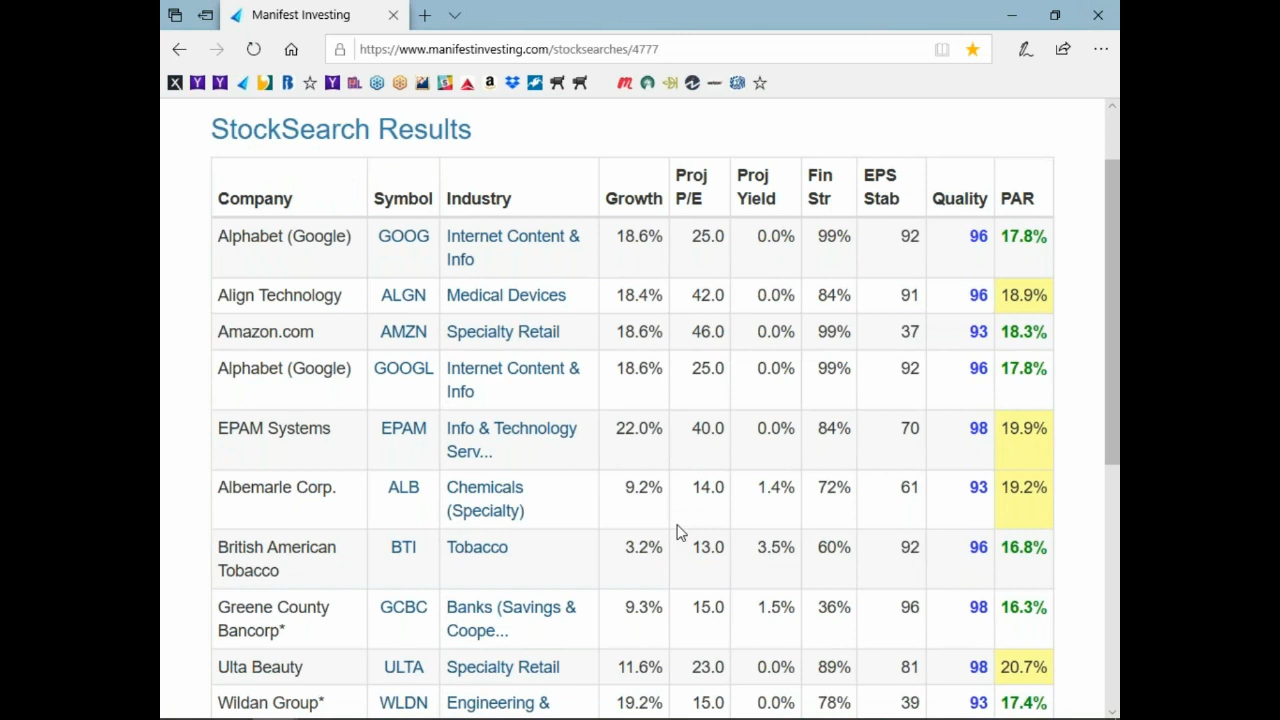 Manifest Investing
https://www.manifestinvesting.com/stocksearches/4777
StockSearch Results
Company Symbol Industry Growth Proj P/E Proj Yield Fin Str EPS Stab Quality PAR
Alphabet (Google) GOOG Internet Content & Info 18.6% 25.0 0.0% 99% 92 96 17.8%
Align Technology ALGN Medical Devices 18.4% 42.0 0.0% 84% 91 96 18.9%
Amazon.com AMZN Specialty Retail 18.6% 46.0 0.0% 99% 37 93 18.3%
Alphabet (Google) GOOGL Internet Content & Info 18.6% 25.0 0.0% 99% 92 96 17.8%
EPAM Systems EPAM Info & Technology Serv... 22.0% 40.0 0.0% 84% 70 98 19.9%
Albemarle Corp. ALB Chemicals (Specialty) 9.2% 14.0 1.4% 72% 61 93 19.2%
British American Tobacco BTI Tobacco 3.2% 13.0 3.5% 60% 92 96 16.8%
Greene County Bancorp* GCBC Banks (Savings & Coope... 9.3% 15.0 1.5% 36% 96 98 16.3%
Ulta Beauty ULTA Specialty Retail 11.6% 23.0 0.0% 89% 81 98 20.7%
Wildan Group* WLDN Engineering & 19.2% 15.0 0.0% 78% 39 93 17.4%